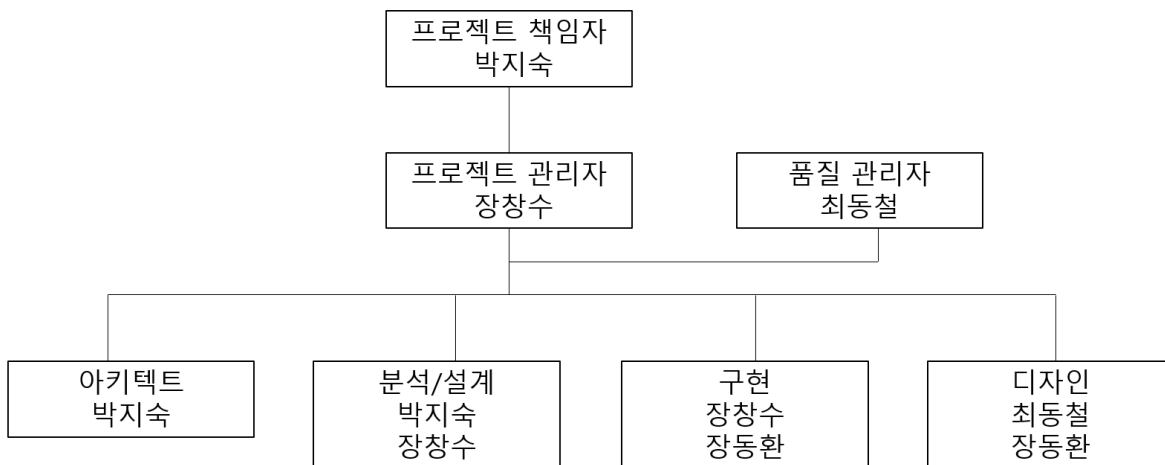 프로젝트 책임자
박지숙
프로젝트 관리자
장창수
품질 관리자
최동철
아키텍트
박지숙
분석/설계
박지숙
장창수
구현
장창수
장동환
디자인
최동철
장동환